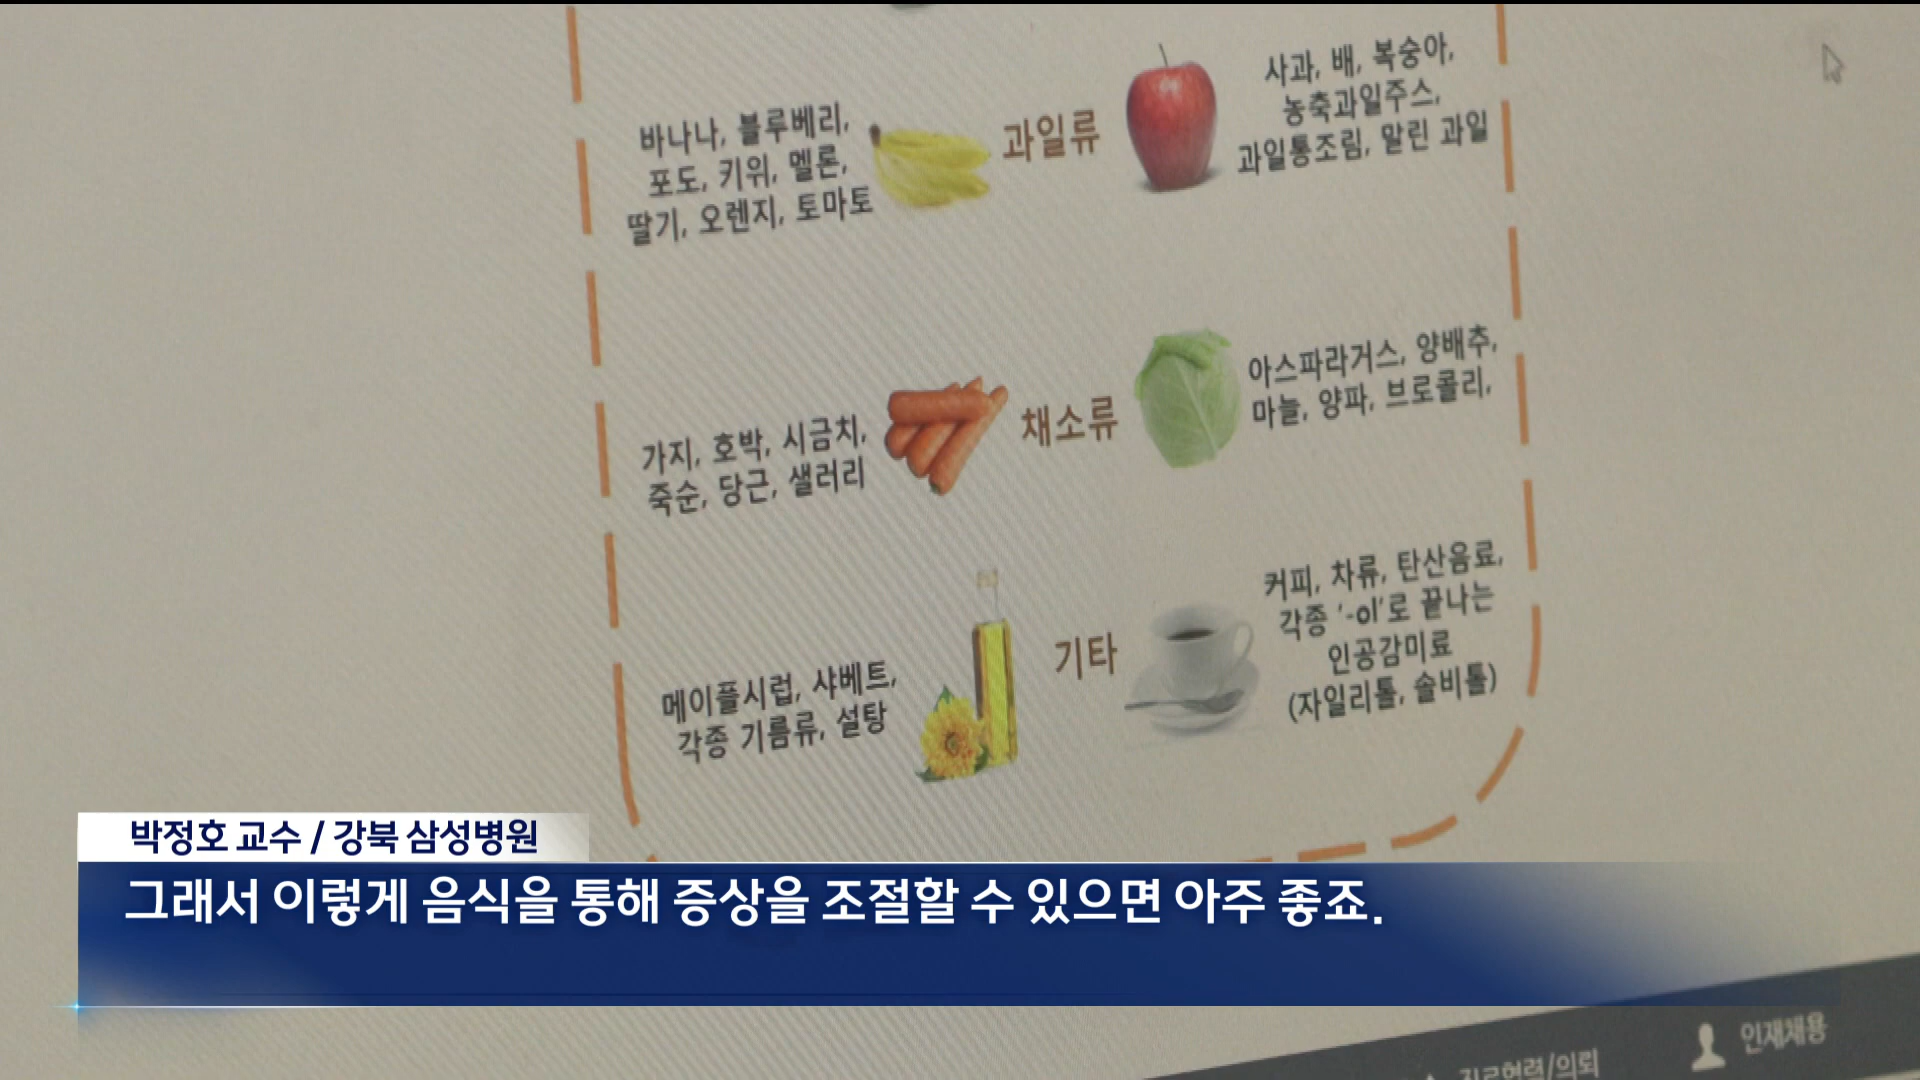 바나나, 블루베리,
포도, 키위, 멜론,
딸기, 오렌지, 토마토
과일류
사과, 배, 복숭아,
농축과일주스,
과일통조림, 말린 과일
가지, 호박, 시금치,
죽순, 당근, 샐러리
채소류
아스파라거스, 양배추,
마늘, 양파, 브로콜리,
메이플시럽, 샤베트,
각종 기름류, 설탕
기타
커피, 차류, 탄산음료,
각종 '-ol'로 끝나는
인공감미료
(자일리톨, 솔비톨)
박정호 교수 / 강북 삼성병원
그래서 이렇게 음식을 통해 증상을 조절할 수 있으면 아주 좋죠.
진료협력/의뢰
인재채용